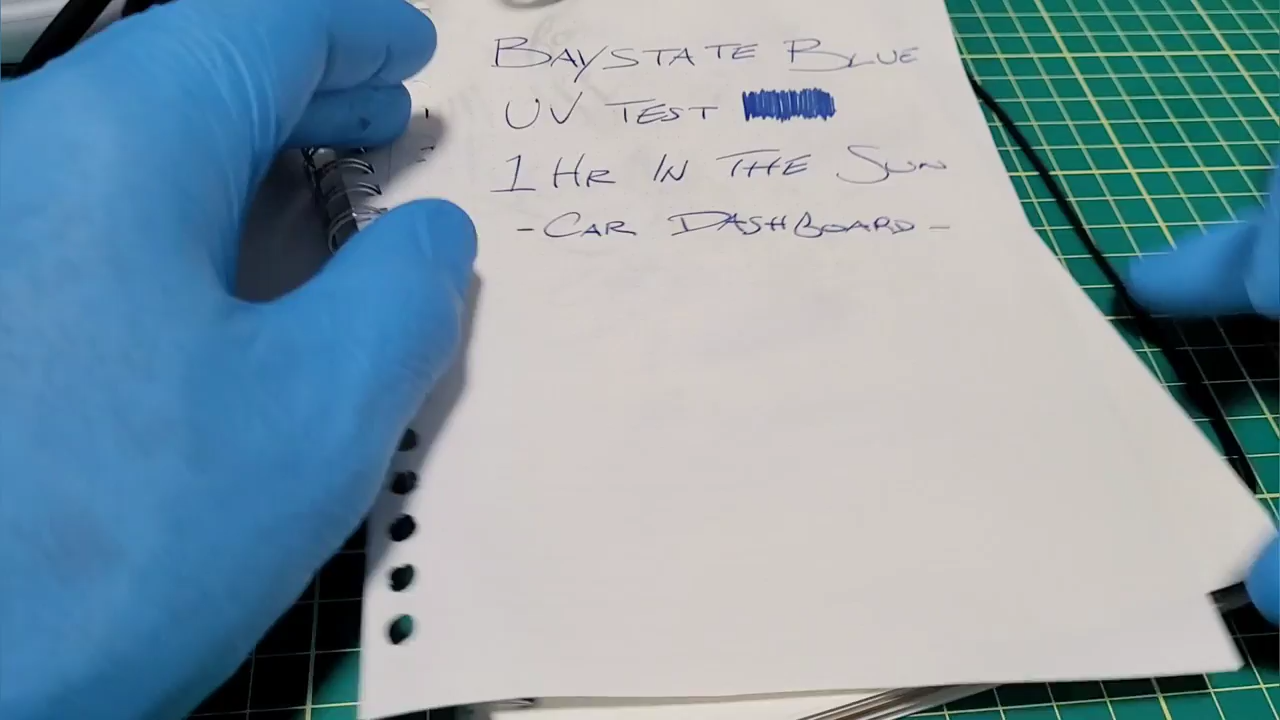 BAYSTATE BLUE
UV TEST
1 HR IN THE SUN
- CAR DASHBOARD -